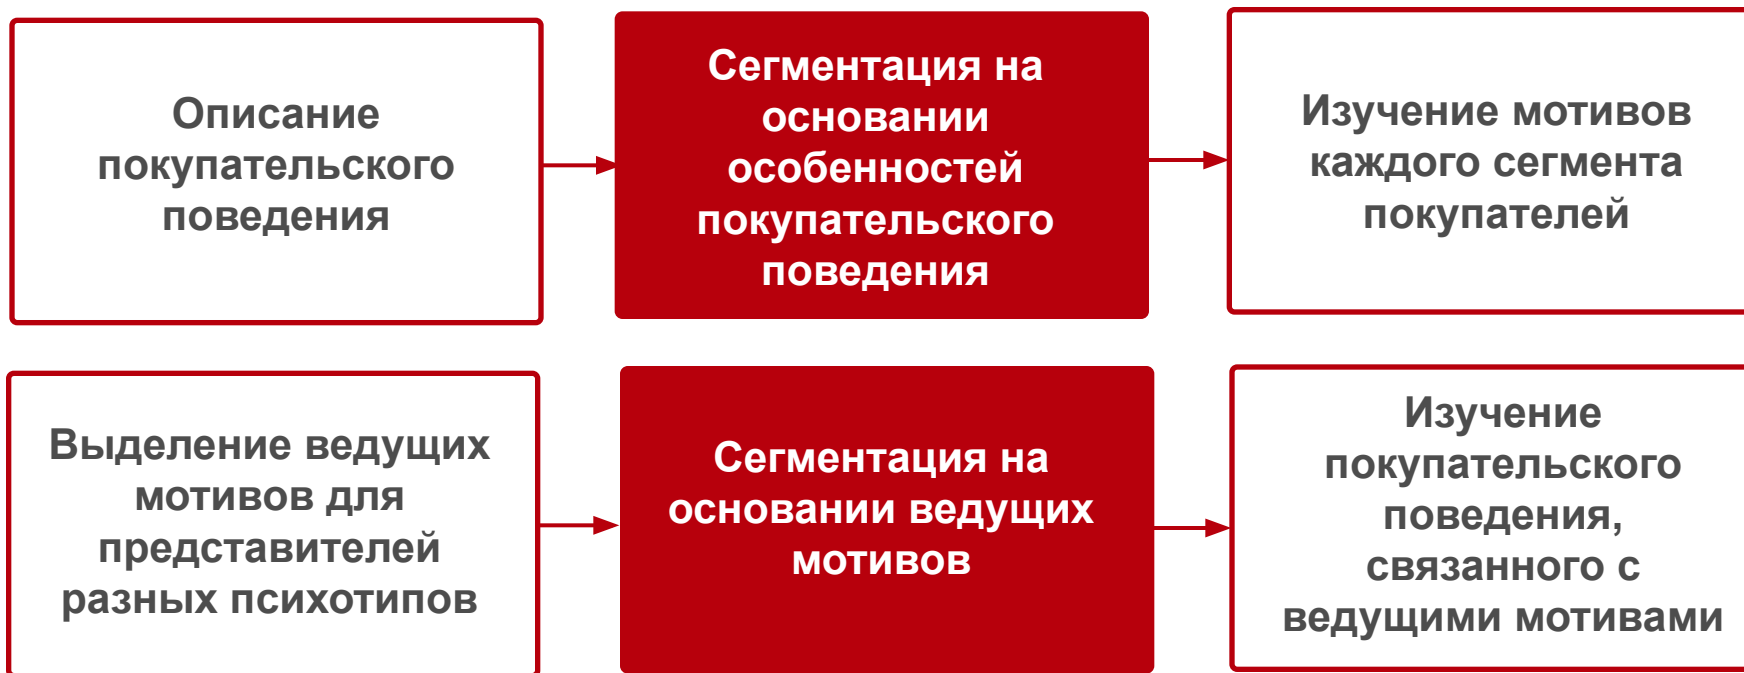 Описание
покупательского
поведения
Сегментация на
основании
особенностей
покупательского
поведения
Изучение мотивов
каждого сегмента
покупателей
Выделение ведущих
мотивов для
представителей
разных психотипов
Сегментация на
основании ведущих
мотивов
Изучение
покупательского
поведения,
связанного с
ведущими мотивами